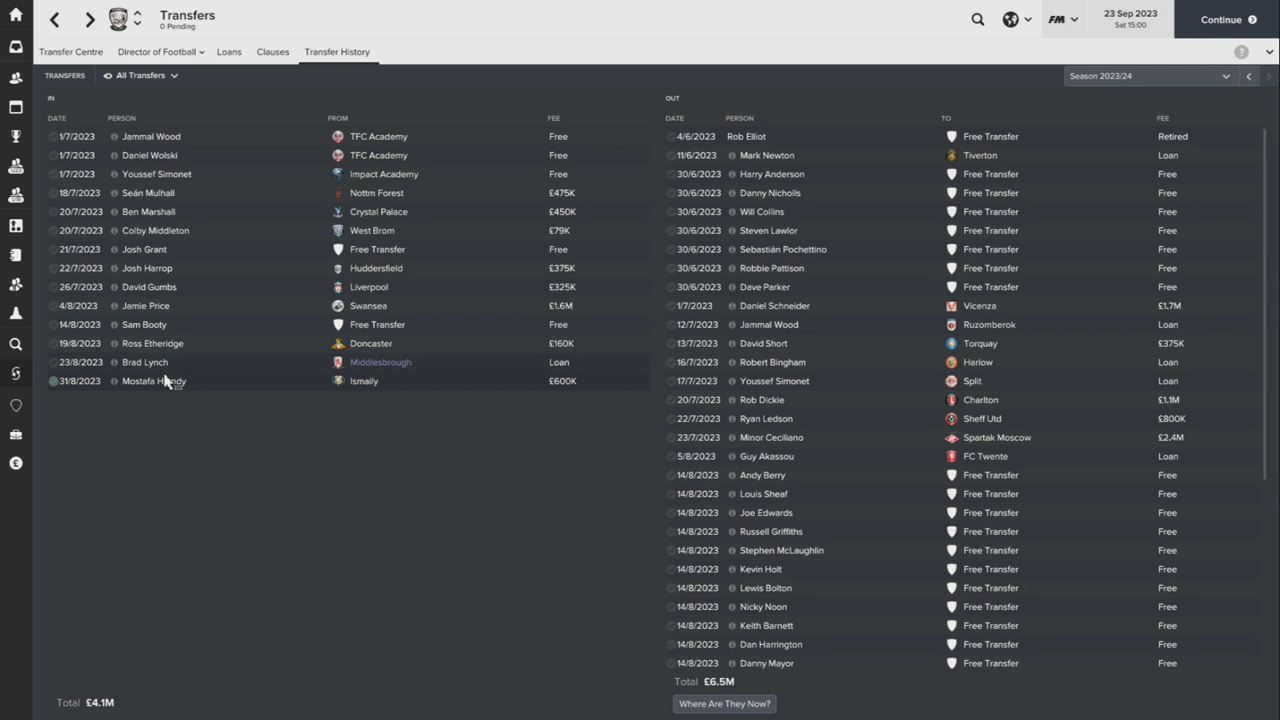 Transfers
0 Pending
FM
23 Sep 2023
Sat 15:00
Continue
Transfer Centre Director of Football Loans Clauses Transfer History
?
TRANSFERS All Transfers Season 2023/24
IN
DATE PERSON FROM FEE
1/7/2023 Jammal Wood TFC Academy Free
1/7/2023 Daniel Wolski TFC Academy Free
1/7/2023 Youssef Simonet Impact Academy Free
18/7/2023 Seán Mulhall Nottm Forest £475K
20/7/2023 Ben Marshall Crystal Palace £450K
20/7/2023 Colby Middleton West Brom £79K
21/7/2023 Josh Grant Free Transfer Free
22/7/2023 Josh Harrop Huddersfield £375K
26/7/2023 David Gumbs Liverpool £325K
4/8/2023 Jamie Price Swansea £1.6M
14/8/2023 Sam Booty Free Transfer Free
19/8/2023 Ross Etheridge Doncaster £160K
23/8/2023 Brad Lynch Middlesbrough Loan
31/8/2023 Mostafa Ismaily £600K
Total £4.1M
OUT
DATE PERSON TO FEE
4/6/2023 Rob Elliot Free Transfer Retired
11/6/2023 Mark Newton Tiverton Loan
30/6/2023 Harry Anderson Free Transfer Free
30/6/2023 Danny Nicholls Free Transfer Free
30/6/2023 Will Collins Free Transfer Free
30/6/2023 Steven Lawlor Free Transfer Free
30/6/2023 Sebastián Pochettino Free Transfer Free
30/6/2023 Robbie Pattison Free Transfer Free
30/6/2023 Dave Parker Free Transfer Free
1/7/2023 Daniel Schneider Vicenza £1.7M
12/7/2023 Jammal Wood Ruzomberok Loan
13/7/2023 David Short Torquay £375K
16/7/2023 Robert Bingham Harlow Loan
17/7/2023 Youssef Simonet Split Loan
20/7/2023 Rob Dickie Charlton £1.1M
22/7/2023 Ryan Ledson Sheff Utd £800K
23/7/2023 Minor Ceciliano Spartak Moscow £2.4M
5/8/2023 Guy Akassou FC Twente Loan
14/8/2023 Andy Berry Free Transfer Free
14/8/2023 Louis Sheaf Free Transfer Free
14/8/2023 Joe Edwards Free Transfer Free
14/8/2023 Russell Griffiths Free Transfer Free
14/8/2023 Stephen McLaughlin Free Transfer Free
14/8/2023 Kevin Holt Free Transfer Free
14/8/2023 Lewis Bolton Free Transfer Free
14/8/2023 Nicky Noon Free Transfer Free
14/8/2023 Keith Barnett Free Transfer Free
14/8/2023 Dan Harrington Free Transfer Free
14/8/2023 Danny Mayor Free Transfer Free
Total £6.5M
Where Are They Now?